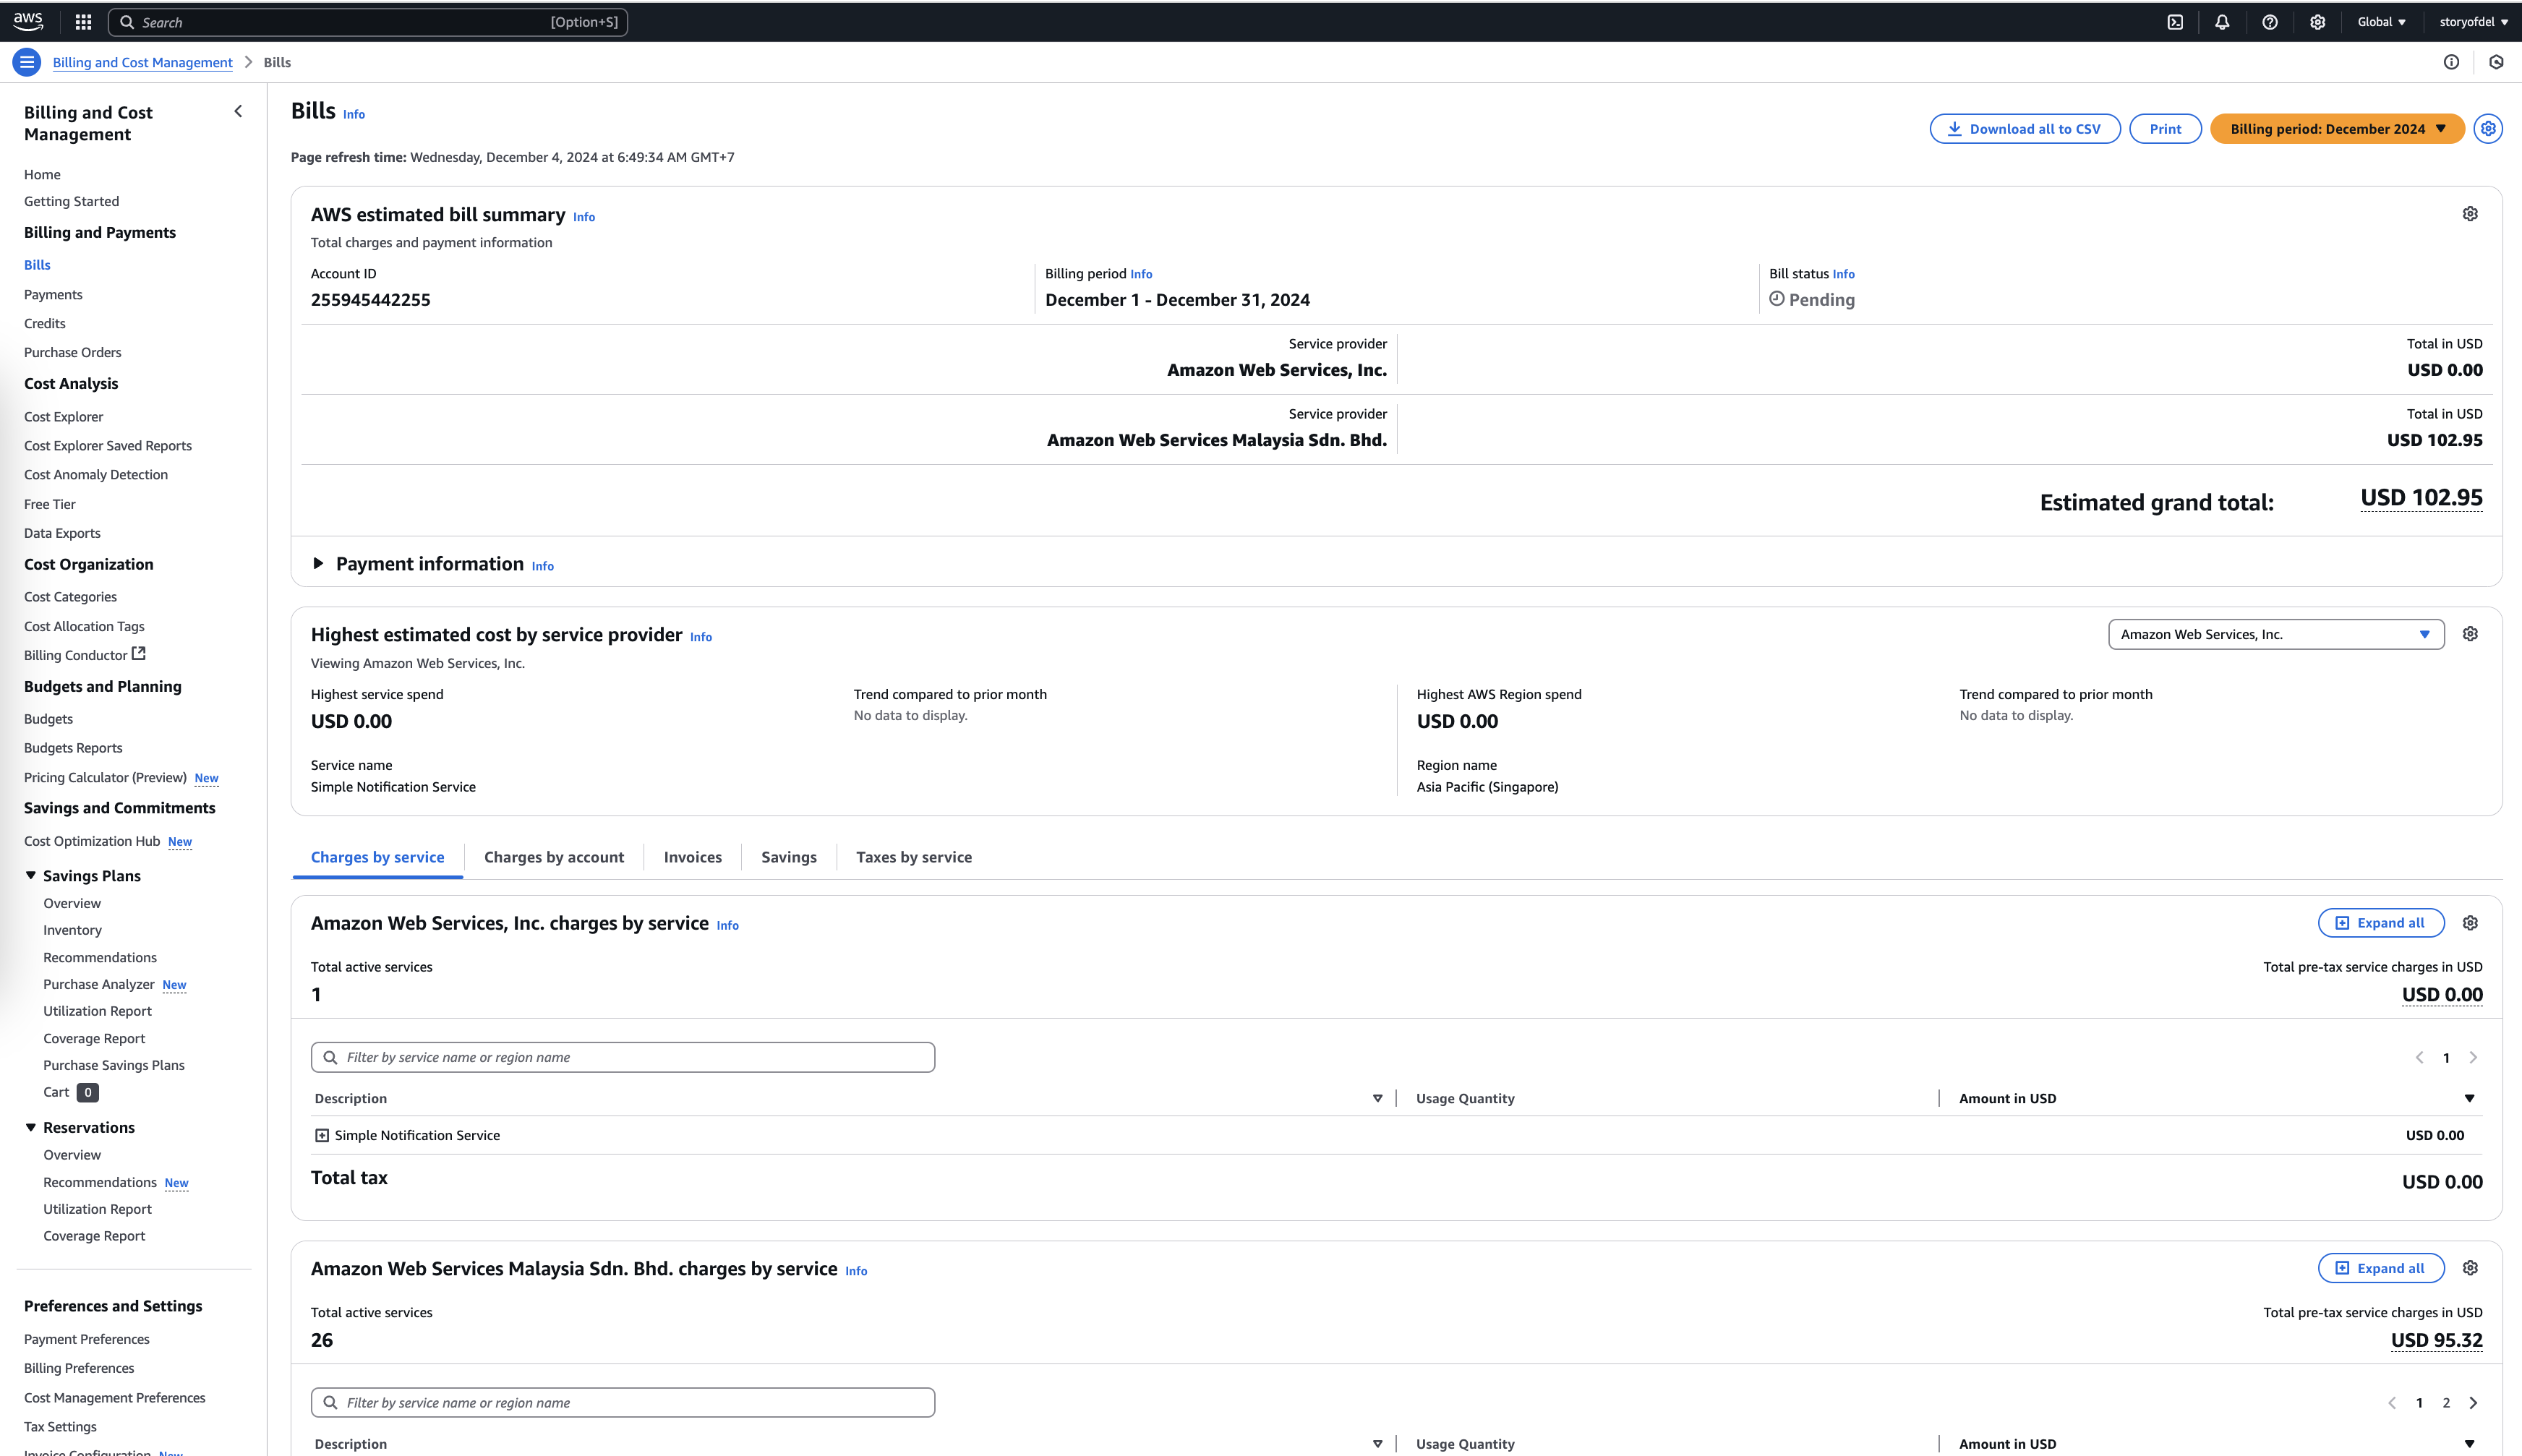 aws
Search
[Option+S]
Global
storyofdel
Billing and Cost Management
Bills
Billing and Cost
Management
Home
Getting Started
Billing and Payments
Bills
Payments
Credits
Purchase Orders
Cost Analysis
Cost Explorer
Cost Explorer Saved Reports
Cost Anomaly Detection
Free Tier
Data Exports
Cost Organization
Cost Categories
Cost Allocation Tags
Billing Conductor
Budgets and Planning
Budgets
Budgets Reports
Pricing Calculator (Preview) New
Savings and Commitments
Cost Optimization Hub New
Savings Plans
Overview
Inventory
Recommendations
Purchase Analyzer New
Utilization Report
Coverage Report
Purchase Savings Plans
Cart 0
Reservations
Overview
Recommendations New
Utilization Report
Coverage Report
Preferences and Settings
Payment Preferences
Billing Preferences
Cost Management Preferences
Tax Settings
Invoice Configuration New
Bills Info
Download all to CSV
Print
Billing period: December 2024
Page refresh time: Wednesday, December 4, 2024 at 6:49:34 AM GMT+7
AWS estimated bill summary Info
Total charges and payment information
Account ID
255945442255
Billing period Info
December 1 - December 31, 2024
Bill status Info
Pending
Service provider
Amazon Web Services, Inc.
Total in USD
USD 0.00
Service provider
Amazon Web Services Malaysia Sdn. Bhd.
Total in USD
USD 102.95
Estimated grand total: USD 102.95
Payment information Info
Highest estimated cost by service provider Info
Amazon Web Services, Inc.
Viewing Amazon Web Services, Inc.
Highest service spend
USD 0.00
Trend compared to prior month
No data to display.
Highest AWS Region spend
USD 0.00
Trend compared to prior month
No data to display.
Service name
Simple Notification Service
Region name
Asia Pacific (Singapore)
Charges by service
Charges by account
Invoices
Savings
Taxes by service
Amazon Web Services, Inc. charges by service Info
Expand all
Total active services
1
Total pre-tax service charges in USD
USD 0.00
Filter by service name or region name
1
Description
Usage Quantity
Amount in USD
Simple Notification Service
USD 0.00
Total tax
USD 0.00
Amazon Web Services Malaysia Sdn. Bhd. charges by service Info
Expand all
Total active services
26
Total pre-tax service charges in USD
USD 95.32
Filter by service name or region name
1 2
Description
Usage Quantity
Amount in USD